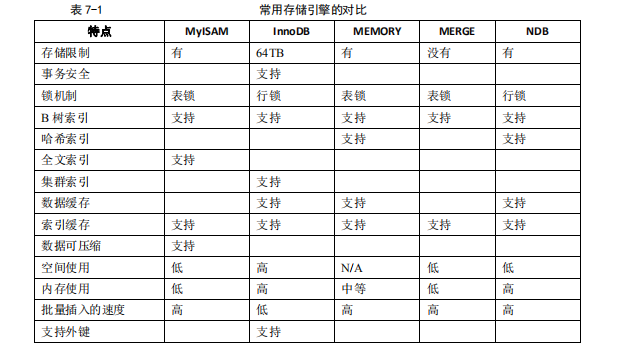 表 7-1 常用存储引擎的对比
特点 MyISAM InnoDB MEMORY MERGE NDB
存储限制 有 64TB 有 没有 有
事务安全 支持
锁机制 表锁 行锁 表锁 表锁 行锁
B 树索引 支持 支持 支持 支持 支持
哈希索引 支持 支持
全文索引 支持
集群索引 支持
数据缓存 支持 支持 支持
索引缓存 支持 支持 支持 支持 支持
数据可压缩 支持
空间使用 低 高 N/A 低 低
内存使用 低 高 中等 低 高
批量插入的速度 高 低 高 高 高
支持外键 支持